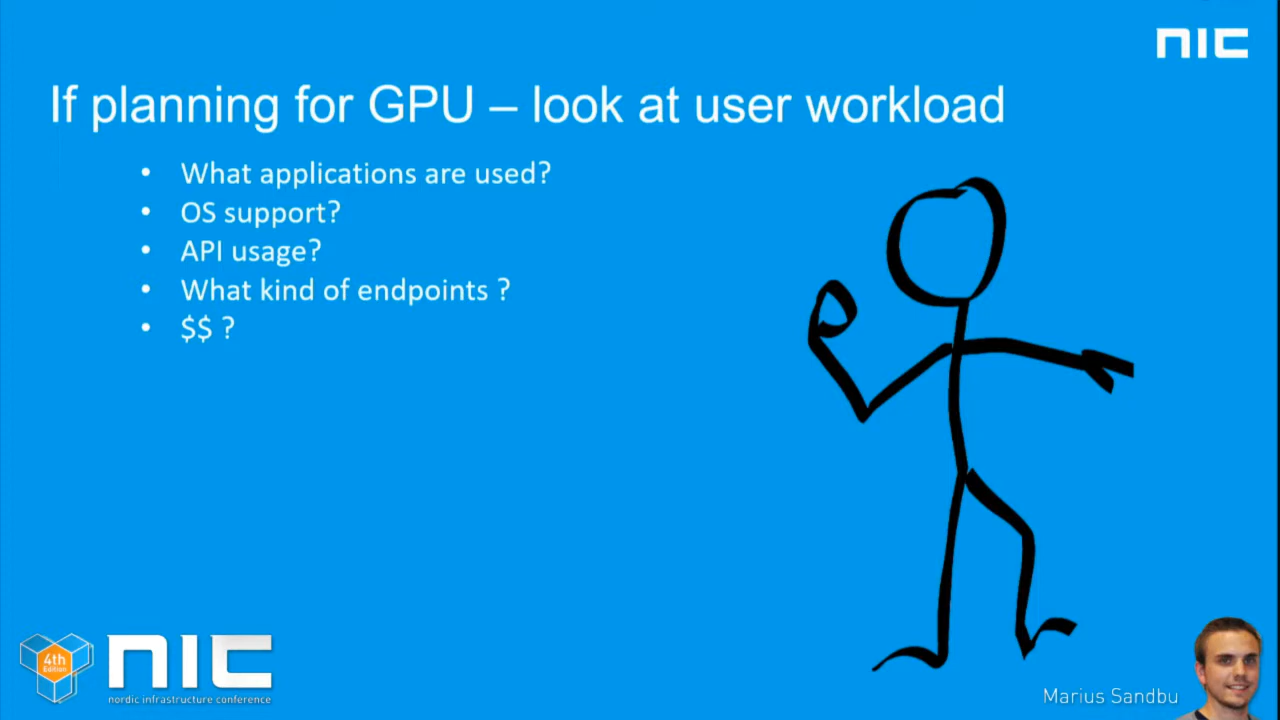 NIC
If planning for GPU – look at user workload
• What applications are used?
• OS support?
• API usage?
• What kind of endpoints ?
• $$ ?
4th
Edition
NIC
nordic infrastructure conference
Marius Sandbu